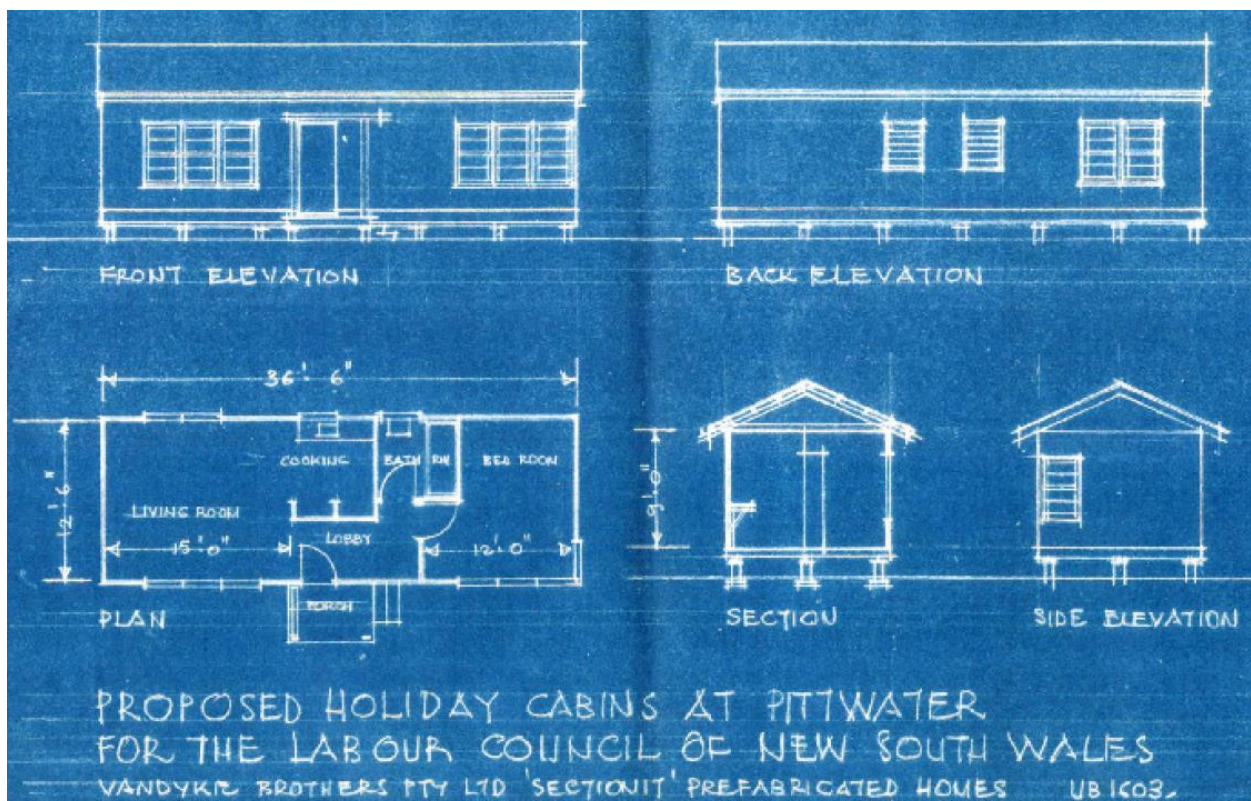 FRONT ELEVATION
BACK ELEVATION
36'· 6"
12'·6"
COOKING
BATH RM
BED ROOM
LIVING ROOM
LOBBY
15'·0"
12'·0"
PORCH
PLAN
9'·0"
SECTION
SIDE ELEVATION
PROPOSED HOLIDAY CABINS AT PITTWATER
FOR THE LABOUR COUNCIL OF NEW SOUTH WALES
VANDYKE BROTHERS PTY LTD 'SECTIONIT' PREFABRICATED HOMES UB 1603.